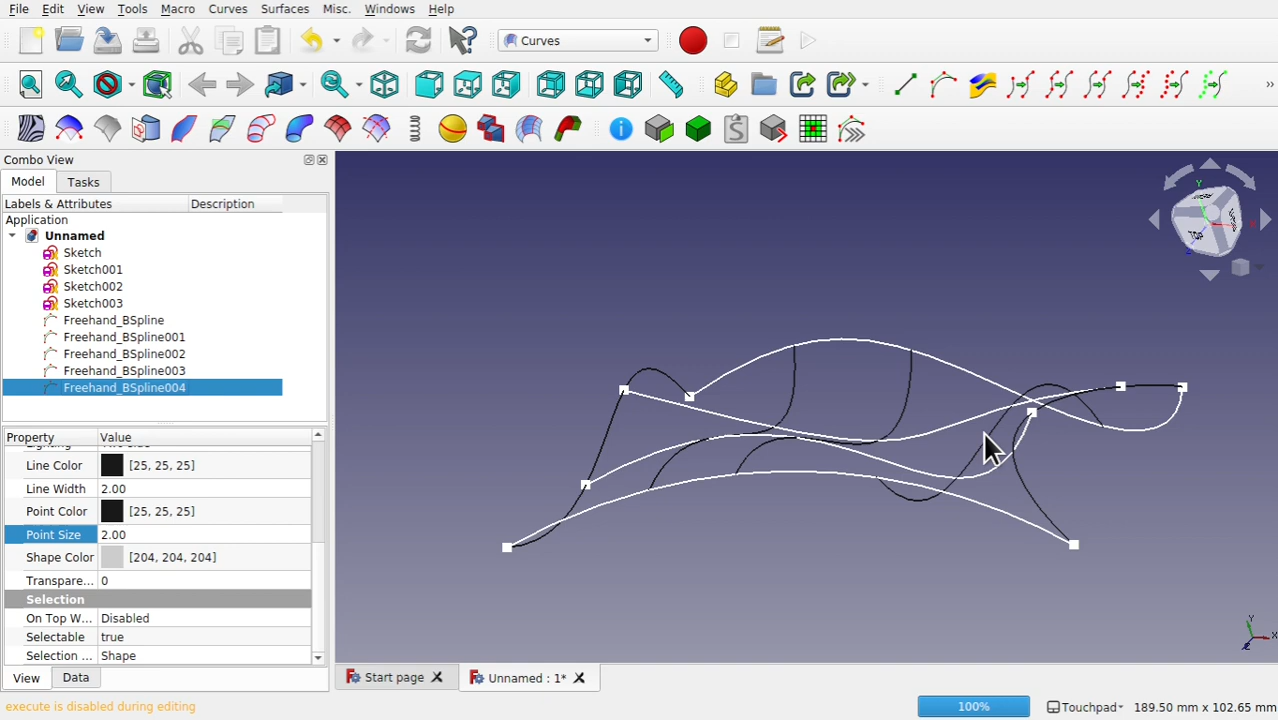 File Edit View Tools Macro Curves Surfaces Misc. Windows Help
Curves
»
Combo View
Model Tasks
Labels & Attributes Description
Application
Unnamed
Sketch
Sketch001
Sketch002
Sketch003
Freehand_BSpline
Freehand_BSpline001
Freehand_BSpline002
Freehand_BSpline003
Freehand_BSpline004
Property Value
Line Color [25, 25, 25]
Line Width 2.00
Point Color [25, 25, 25]
Point Size 2.00
Shape Color [204, 204, 204]
Transpare... 0
Selection
On Top W... Disabled
Selectable true
Selection ... Shape
View Data
Start page Unnamed : 1*
execute is disabled during editing
100% Touchpad 189.50 mm x 102.65 mm
Y
TOP
Y
X
Z